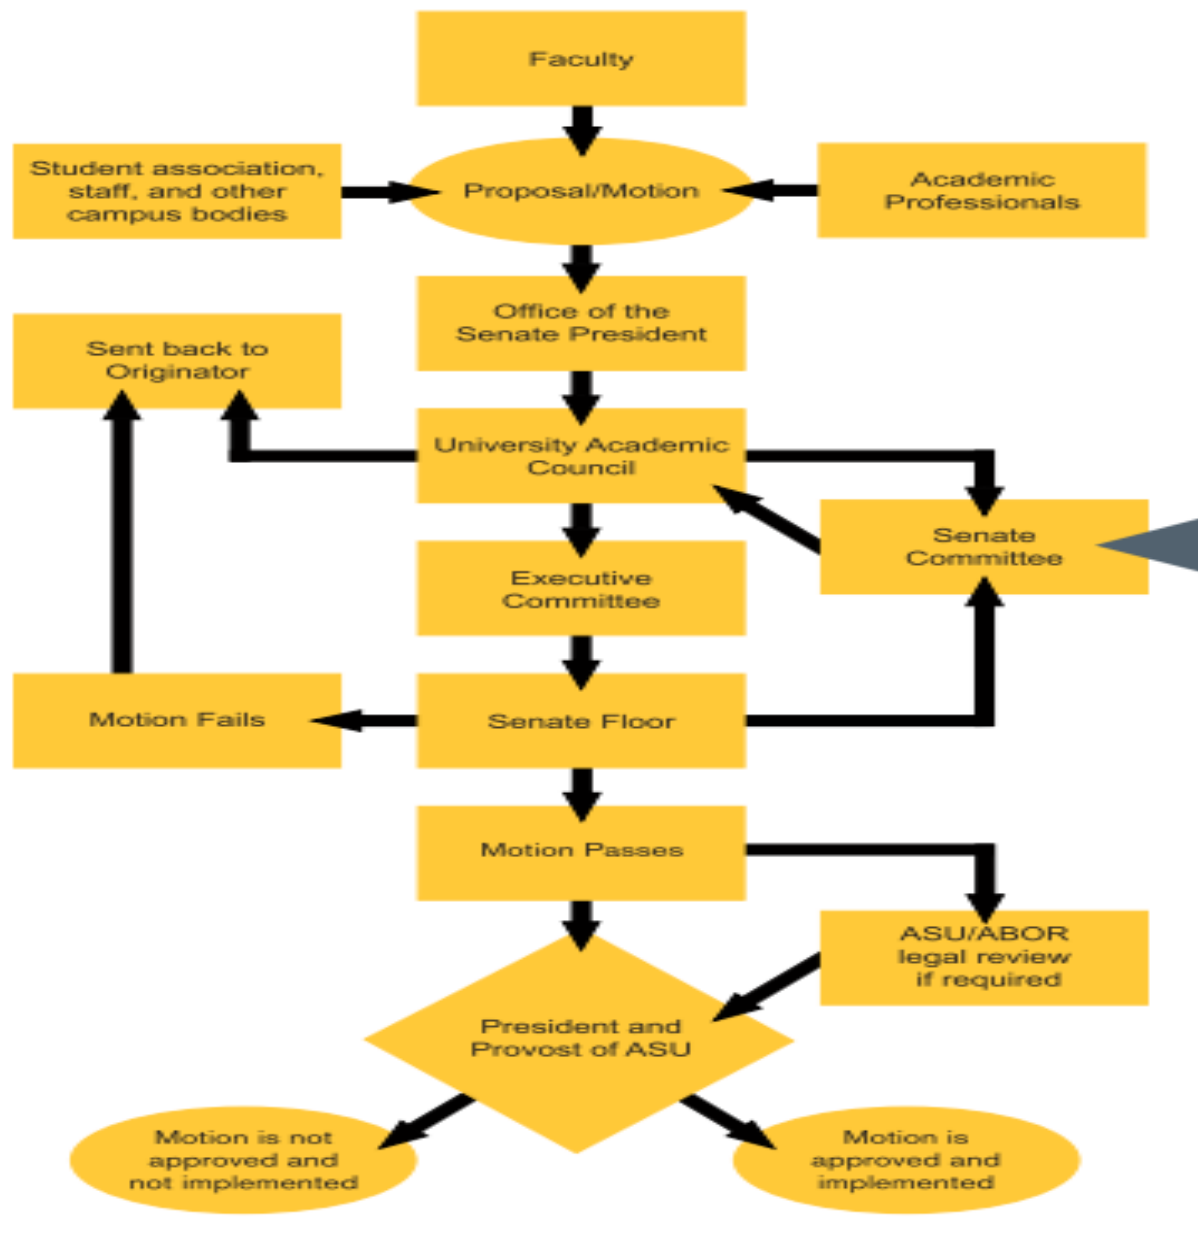 Faculty
Student association,
staff, and other
campus bodies
Proposal/Motion
Academic
Professionals
Office of the
Senate President
Sent back to
Originator
University Academic
Council
Senate
Committee
Executive
Committee
Motion Fails
Senate Floor
Motion Passes
ASU/ABOR
legal review
if required
President and
Provost of ASU
Motion is not
approved and
not implemented
Motion is
approved and
implemented